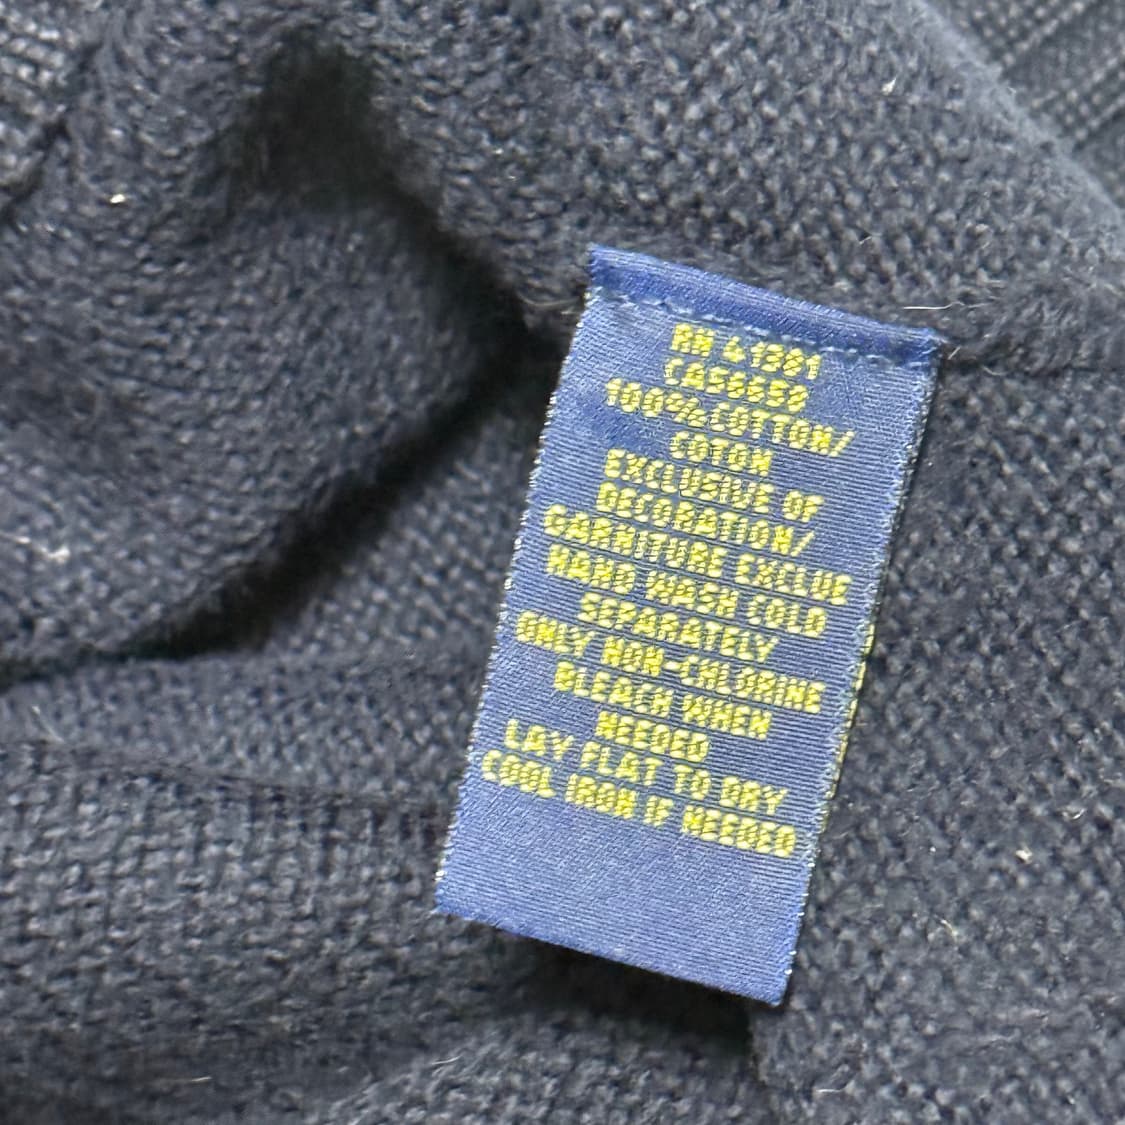 RN 41381
CA56650
100%COTTON/
COTON
EXCLUSIVE OF
DECORATION/
GARNITURE EXCLUE
HAND WASH COLD
SEPARATELY
ONLY NON-CHLORINE
BLEACH WHEN
NEEDED
LAY FLAT TO DRY
COOL IRON IF NEEDED